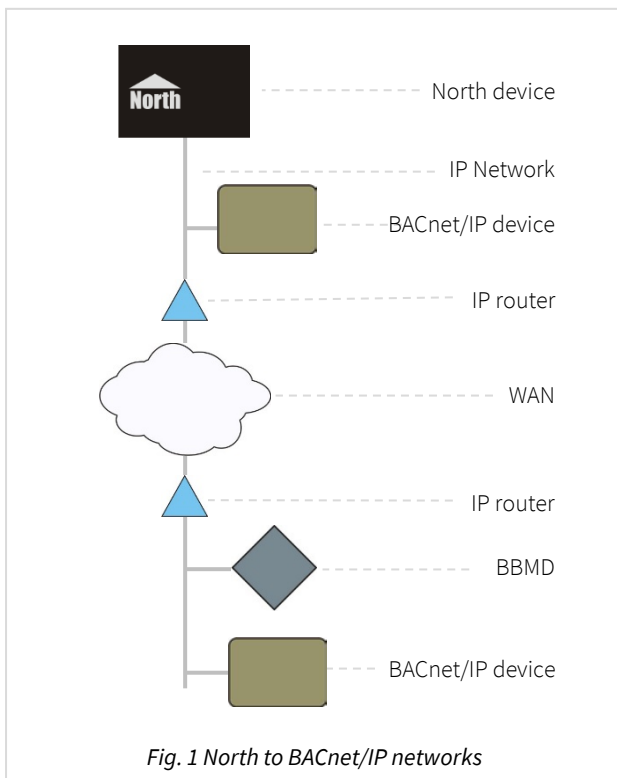 North
North device
IP Network
BACnet/IP device
IP router
WAN
IP router
BBMD
BACnet/IP device
Fig. 1 North to BACnet/IP networks